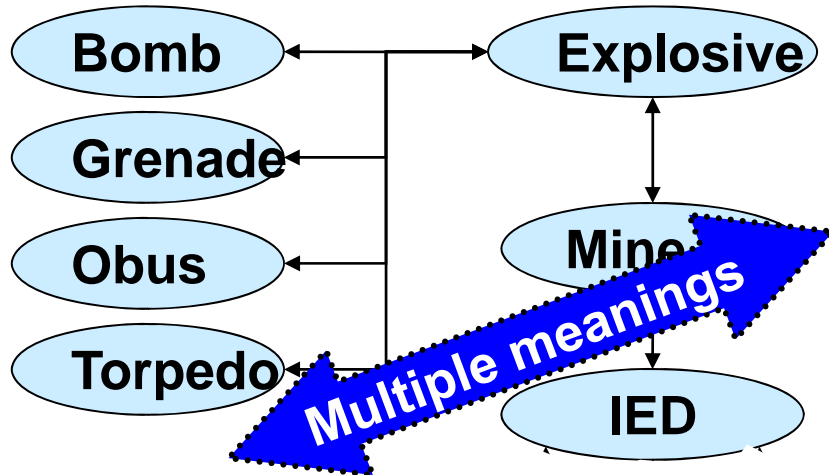 Bomb
Explosive
Grenade
Obus
Mine
Torpedo
Multiple meanings
IED